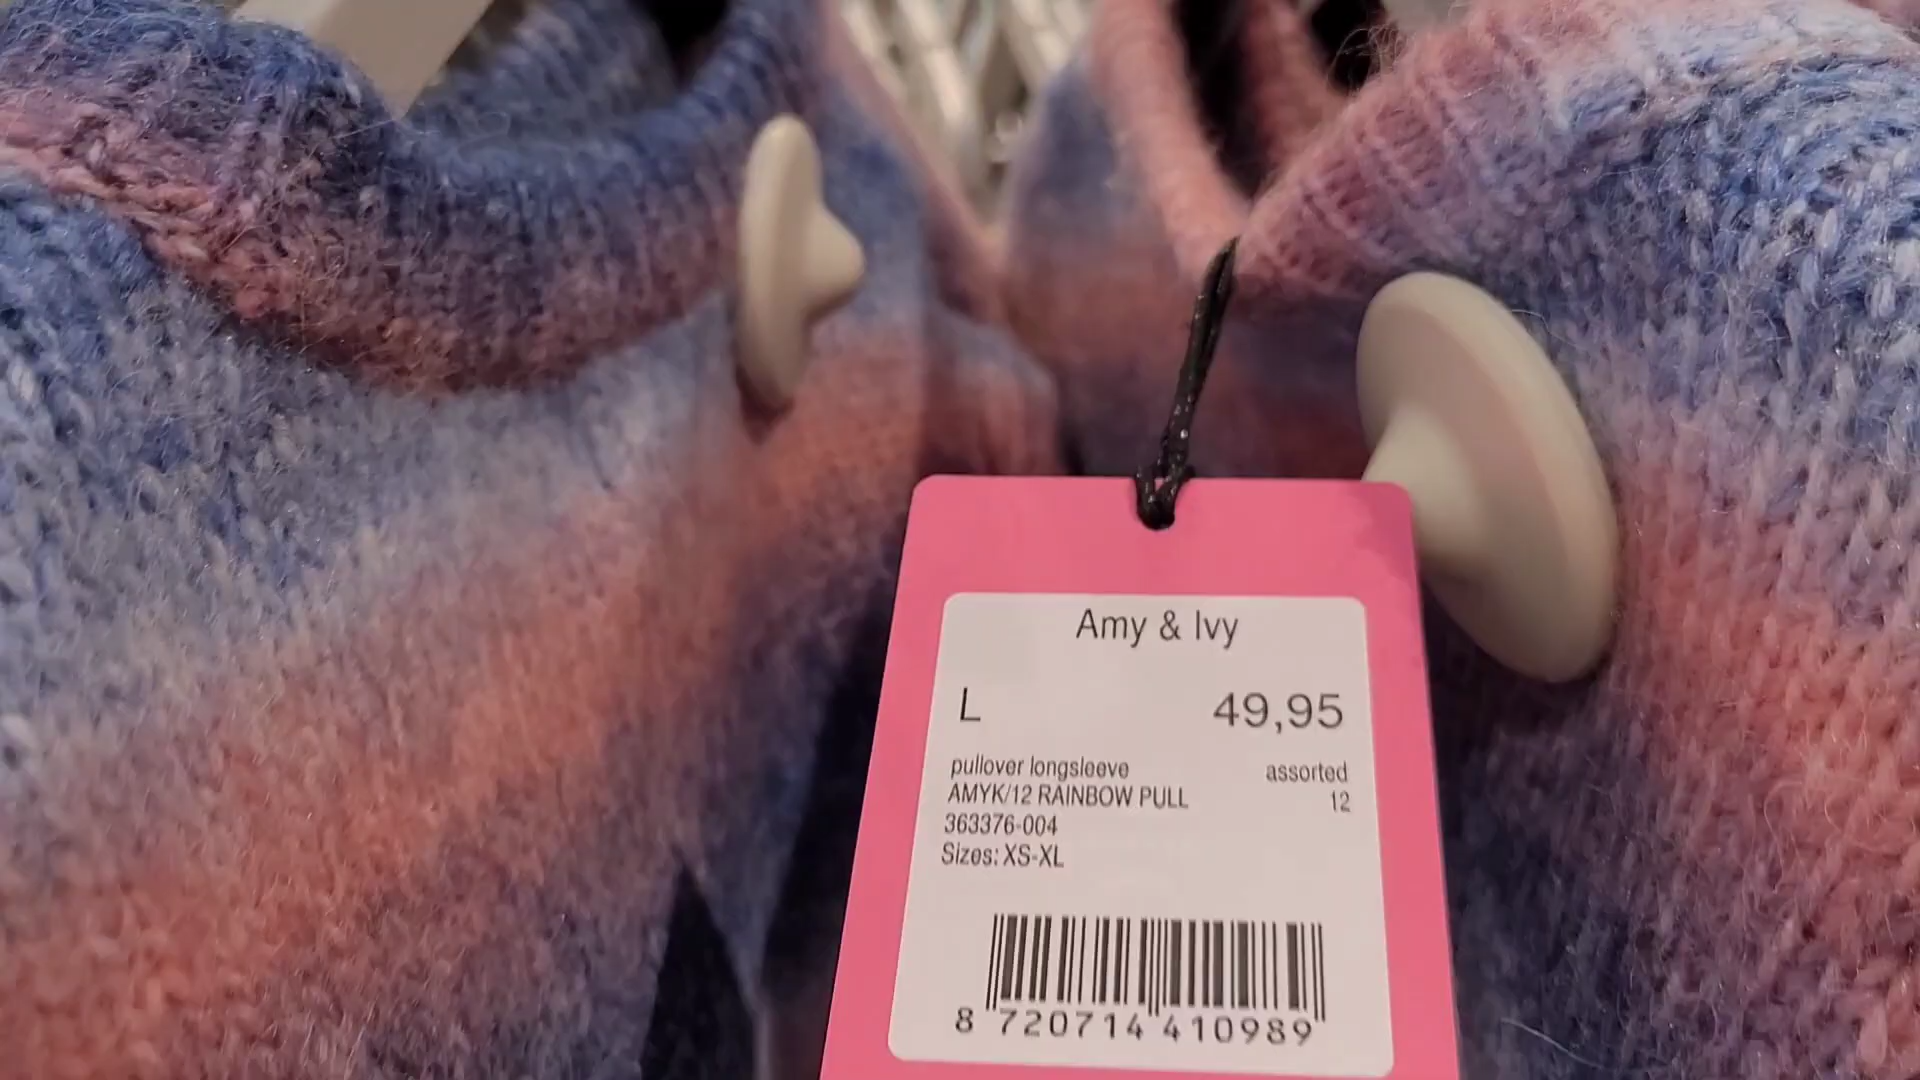 Amy & Ivy
L 49,95
pullover longsleeve assorted
AMYK/12 RAINBOW PULL 12
363376-004
Sizes: XS-XL
8 720714 410989